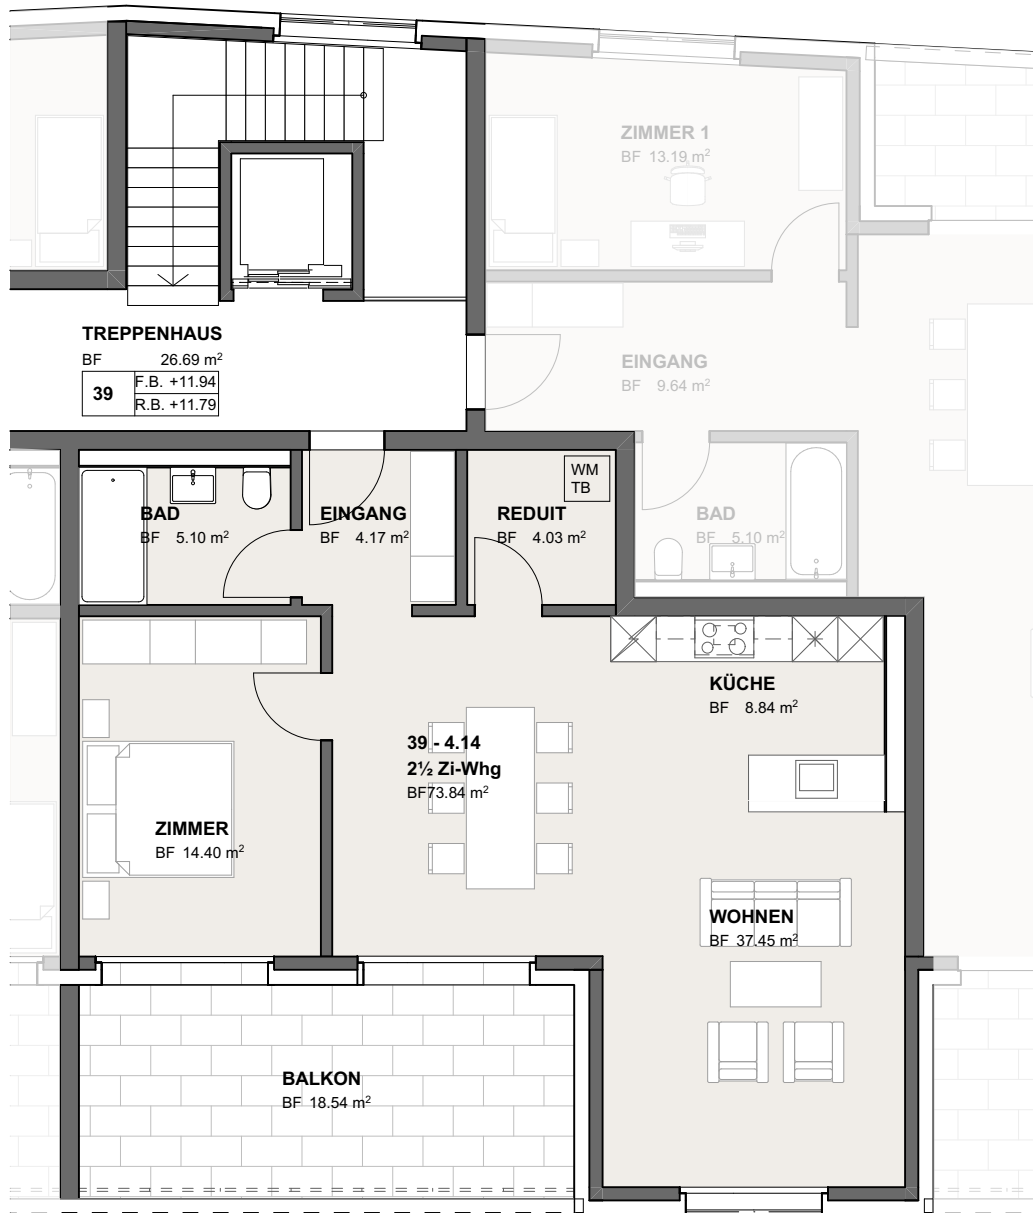 ZIMMER 1
BF 13.19 m²
TREPPENHAUS
BF 26.69 m²
39
F.B. +11.94
R.B. +11.79
EINGANG
BF 9.64 m²
WM
TB
BAD
BF 5.10 m²
EINGANG
BF 4.17 m²
REDUIT
BF 4.03 m²
BAD
BF 5.10 m²
KÜCHE
BF 8.84 m²
39 - 4.14
2½ Zi-Whg
BF73.84 m²
ZIMMER
BF 14.40 m²
WOHNEN
BF 37.45 m²
BALKON
BF 18.54 m²